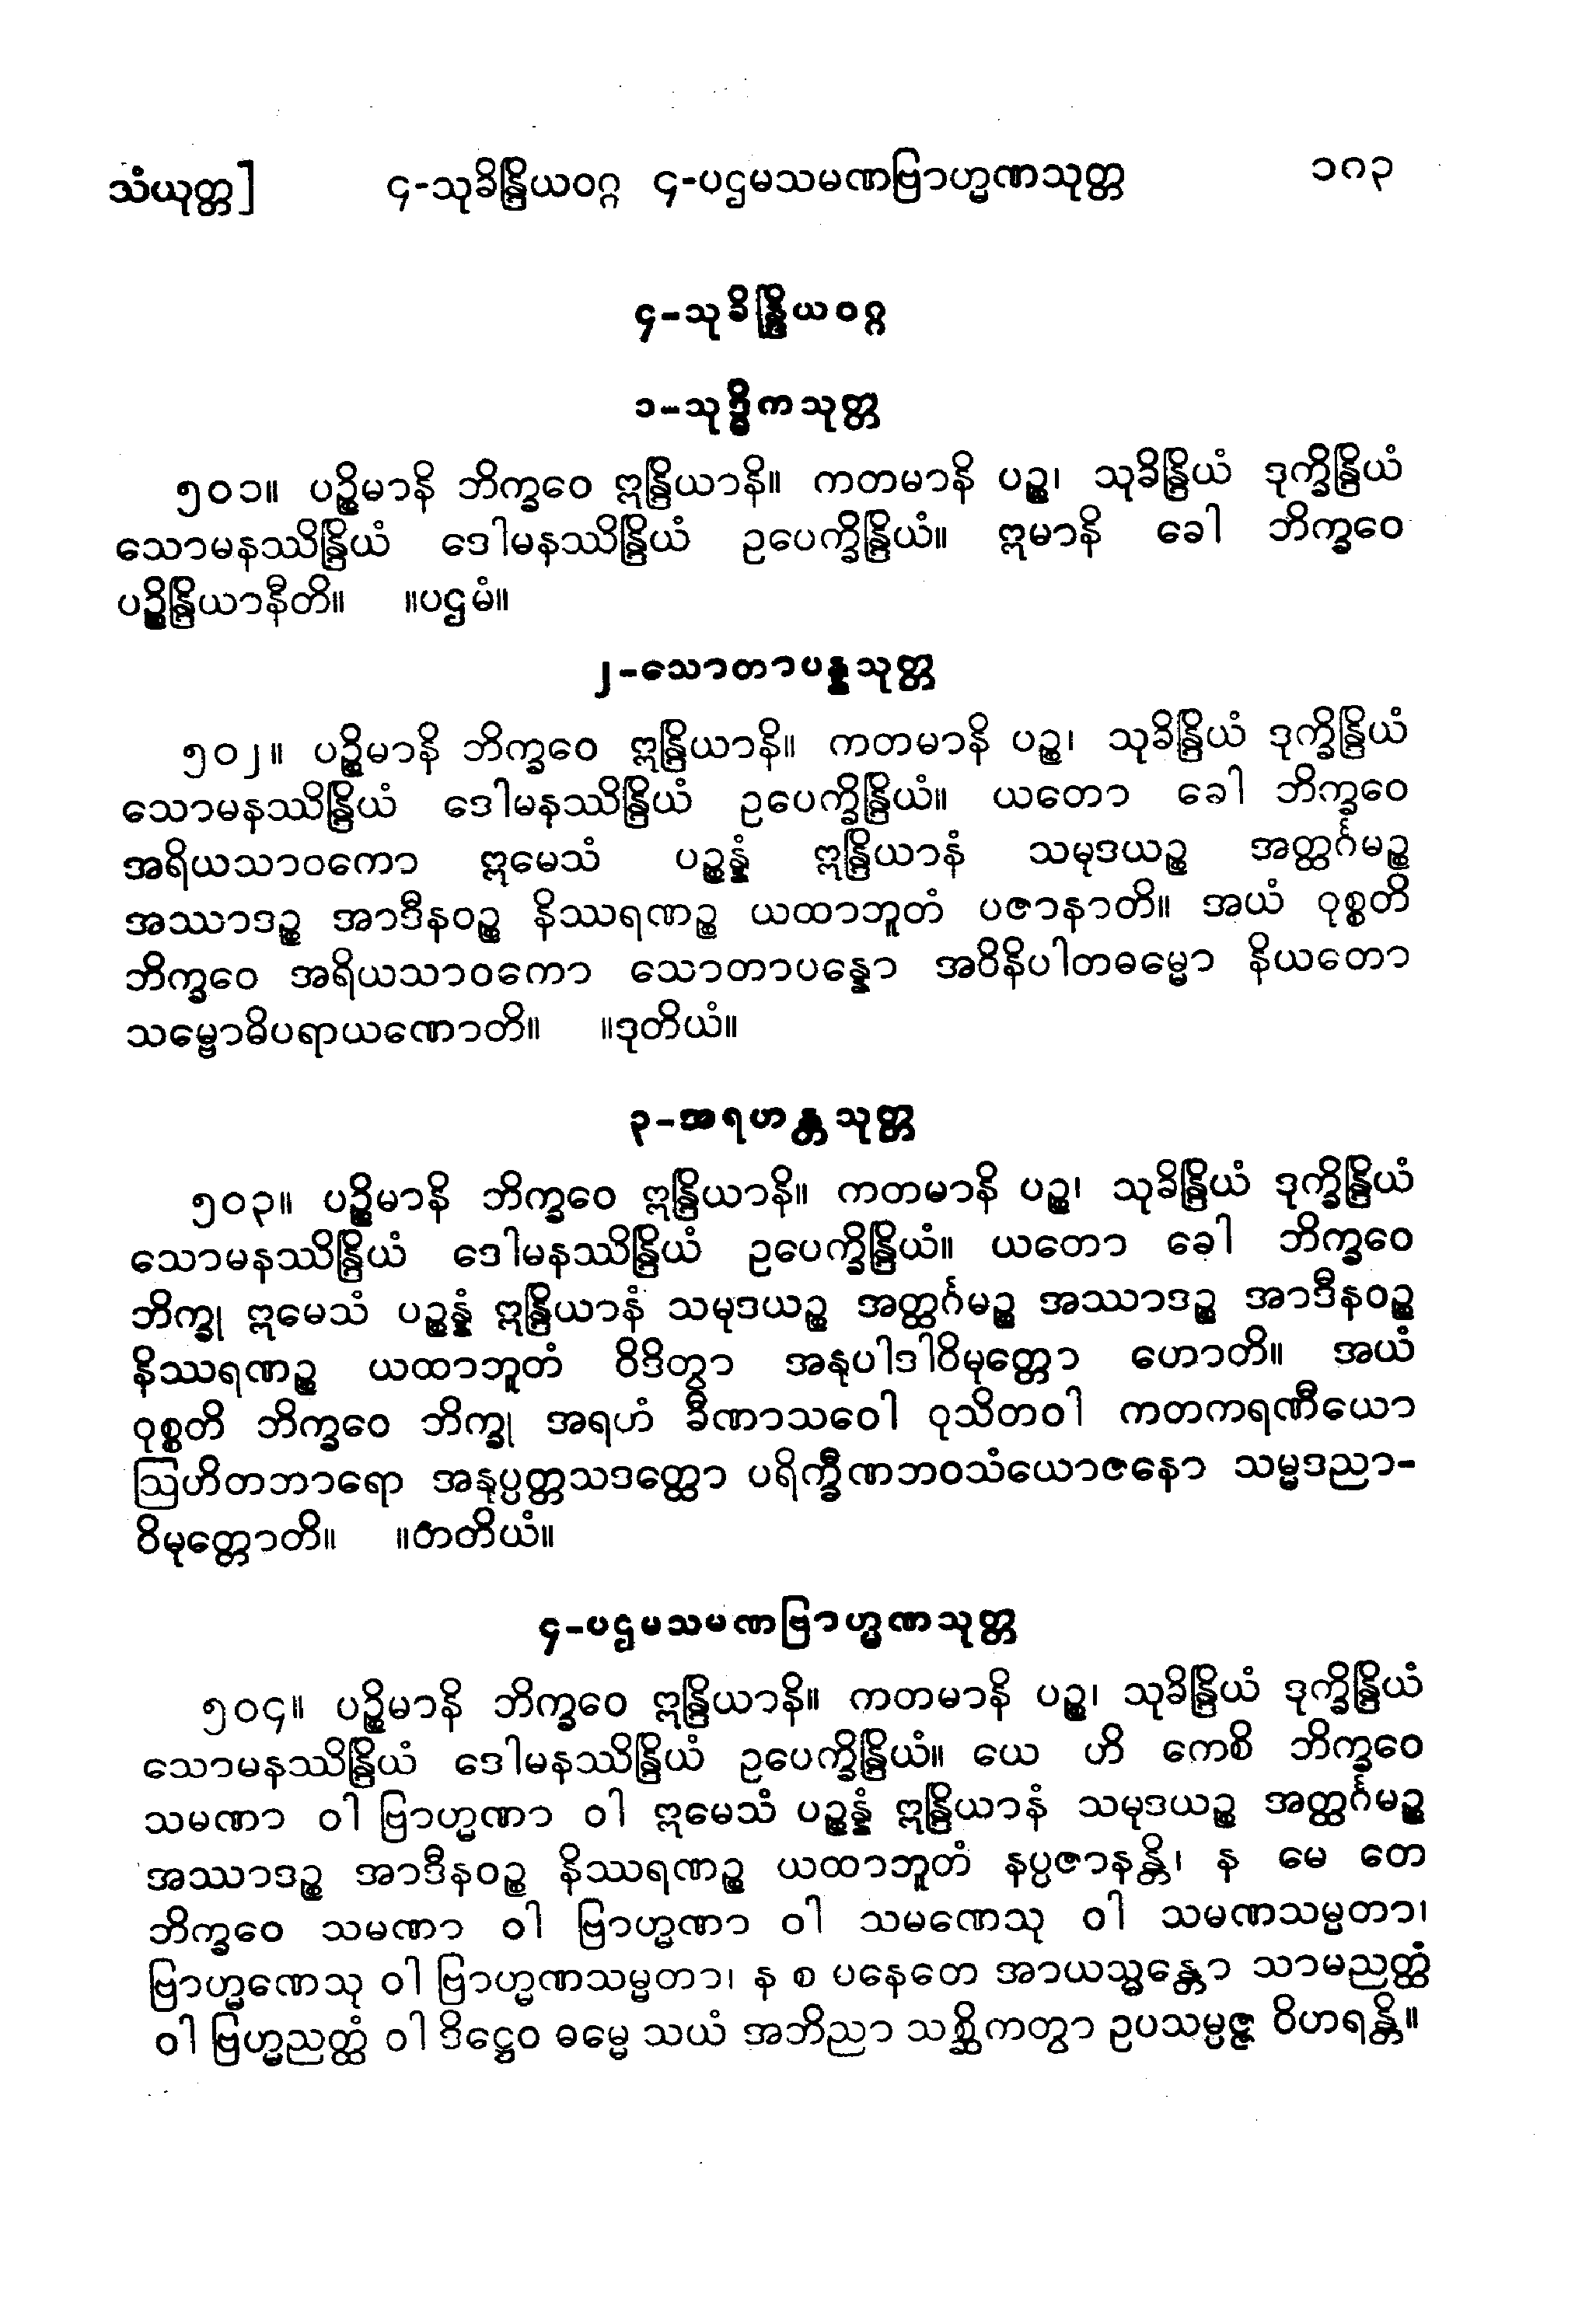 သံယုတ္တ] ၄-သုခိန္ဒြိယဝဂ္ဂ ၄-ပဌမသမဏဗြာဟ္မဏသုတ္တ ၁ဂ၃
၄-သုခိန္ဒြိယဝဂ္ဂ
၁-သုဒ္ဓိကသုတ္တ
၅၀၁။ ပဉ္စိမာနိ ဘိက္ခဝေ ဣန္ဒြိယာနိ။ ကတမာနိ ပဉ္စ၊ သုခိန္ဒြိယံ ဒုက္ခိန္ဒြိယံ
သောမနဿိန္ဒြိယံ ဒေါမနဿိန္ဒြိယံ ဥပေက္ခိန္ဒြိယံ။ ဣမာနိ ခေါ ဘိက္ခဝေ
ပဉ္စိန္ဒြိယာနီတိ။ ။ပဌမံ။
၂-သောတာပန္နသုတ္တ
၅၀၂။ ပဉ္စိမာနိ ဘိက္ခဝေ ဣန္ဒြိယာနိ။ ကတမာနိ ပဉ္စ၊ သုခိန္ဒြိယံ ဒုက္ခိန္ဒြိယံ
သောမနဿိန္ဒြိယံ ဒေါမနဿိန္ဒြိယံ ဥပေက္ခိန္ဒြိယံ။ ယတော ခေါ ဘိက္ခဝေ
အရိယသာဝကော ဣမေသံ ပဉ္စန္နံ ဣန္ဒြိယာနံ သမုဒယဉ္စ အတ္ထင်္ဂမဉ္စ
အဿာဒဉ္စ အာဒီနဝဉ္စ နိဿရဏဉ္စ ယထာဘူတံ ပဇာနာတိ။ အယံ ဝုစ္စတိ
ဘိက္ခဝေ အရိယသာဝကော သောတာပန္နော အဝိနိပါတဓမ္မော နိယတော
သမ္ဗောဓိပရာယဏောတိ။ ။ဒုတိယံ။
၃-အရဟန္တသုတ္တ
၅၀၃။ ပဉ္စိမာနိ ဘိက္ခဝေ ဣန္ဒြိယာနိ။ ကတမာနိ ပဉ္စ၊ သုခိန္ဒြိယံ ဒုက္ခိန္ဒြိယံ
သောမနဿိန္ဒြိယံ ဒေါမနဿိန္ဒြိယံ ဥပေက္ခိန္ဒြိယံ။ ယတော ခေါ ဘိက္ခဝေ
ဘိက္ခု ဣမေသံ ပဉ္စန္နံ ဣန္ဒြိယာနံ သမုဒယဉ္စ အတ္ထင်္ဂမဉ္စ အဿာဒဉ္စ အာဒီနဝဉ္စ
နိဿရဏဉ္စ ယထာဘူတံ ဝိဒိတွာ အနုပါဒါဝိမုတ္တော ဟောတိ။ အယံ
ဝုစ္စတိ ဘိက္ခဝေ ဘိက္ခု အရဟံ ခီဏာသဝေါ ဝုသိတဝါ ကတကရဏီယော
ဩဟိတဘာရော အနုပ္ပတ္တသဒတ္ထော ပရိက္ခီဏဘဝသံယောဇနော သမ္မဒညာ-
ဝိမုတ္တောတိ။ ။တတိယံ။
၄-ပဌမသမဏဗြာဟ္မဏသုတ္တ
၅၀၄။ ပဉ္စိမာနိ ဘိက္ခဝေ ဣန္ဒြိယာနိ။ ကတမာနိ ပဉ္စ၊ သုခိန္ဒြိယံ ဒုက္ခိန္ဒြိယံ
သောမနဿိန္ဒြိယံ ဒေါမနဿိန္ဒြိယံ ဥပေက္ခိန္ဒြိယံ။ ယေ ဟိ ကေစိ ဘိက္ခဝေ
သမဏာ ဝါ ဗြာဟ္မဏာ ဝါ ဣမေသံ ပဉ္စန္နံ ဣန္ဒြိယာနံ သမုဒယဉ္စ အတ္ထင်္ဂမဉ္စ
အဿာဒဉ္စ အာဒီနဝဉ္စ နိဿရဏဉ္စ ယထာဘူတံ နပ္ပဇာနန္တိ၊ န မေ တေ
ဘိက္ခဝေ သမဏာ ဝါ ဗြာဟ္မဏာ ဝါ သမဏေသု ဝါ သမဏသမ္မတာ၊
ဗြာဟ္မဏေသု ဝါ ဗြာဟ္မဏသမ္မတာ၊ န စ ပနေတေ အာယသ္မန္တော သာမညတ္ထံ
ဝါ ဗြဟ္မညတ္ထံ ဝါ ဒိဋ္ဌေဝ ဓမ္မေ သယံ အဘိညာ သစ္ဆိကတွာ ဥပသမ္ပဇ္ဇ ဝိဟရန္တိ။